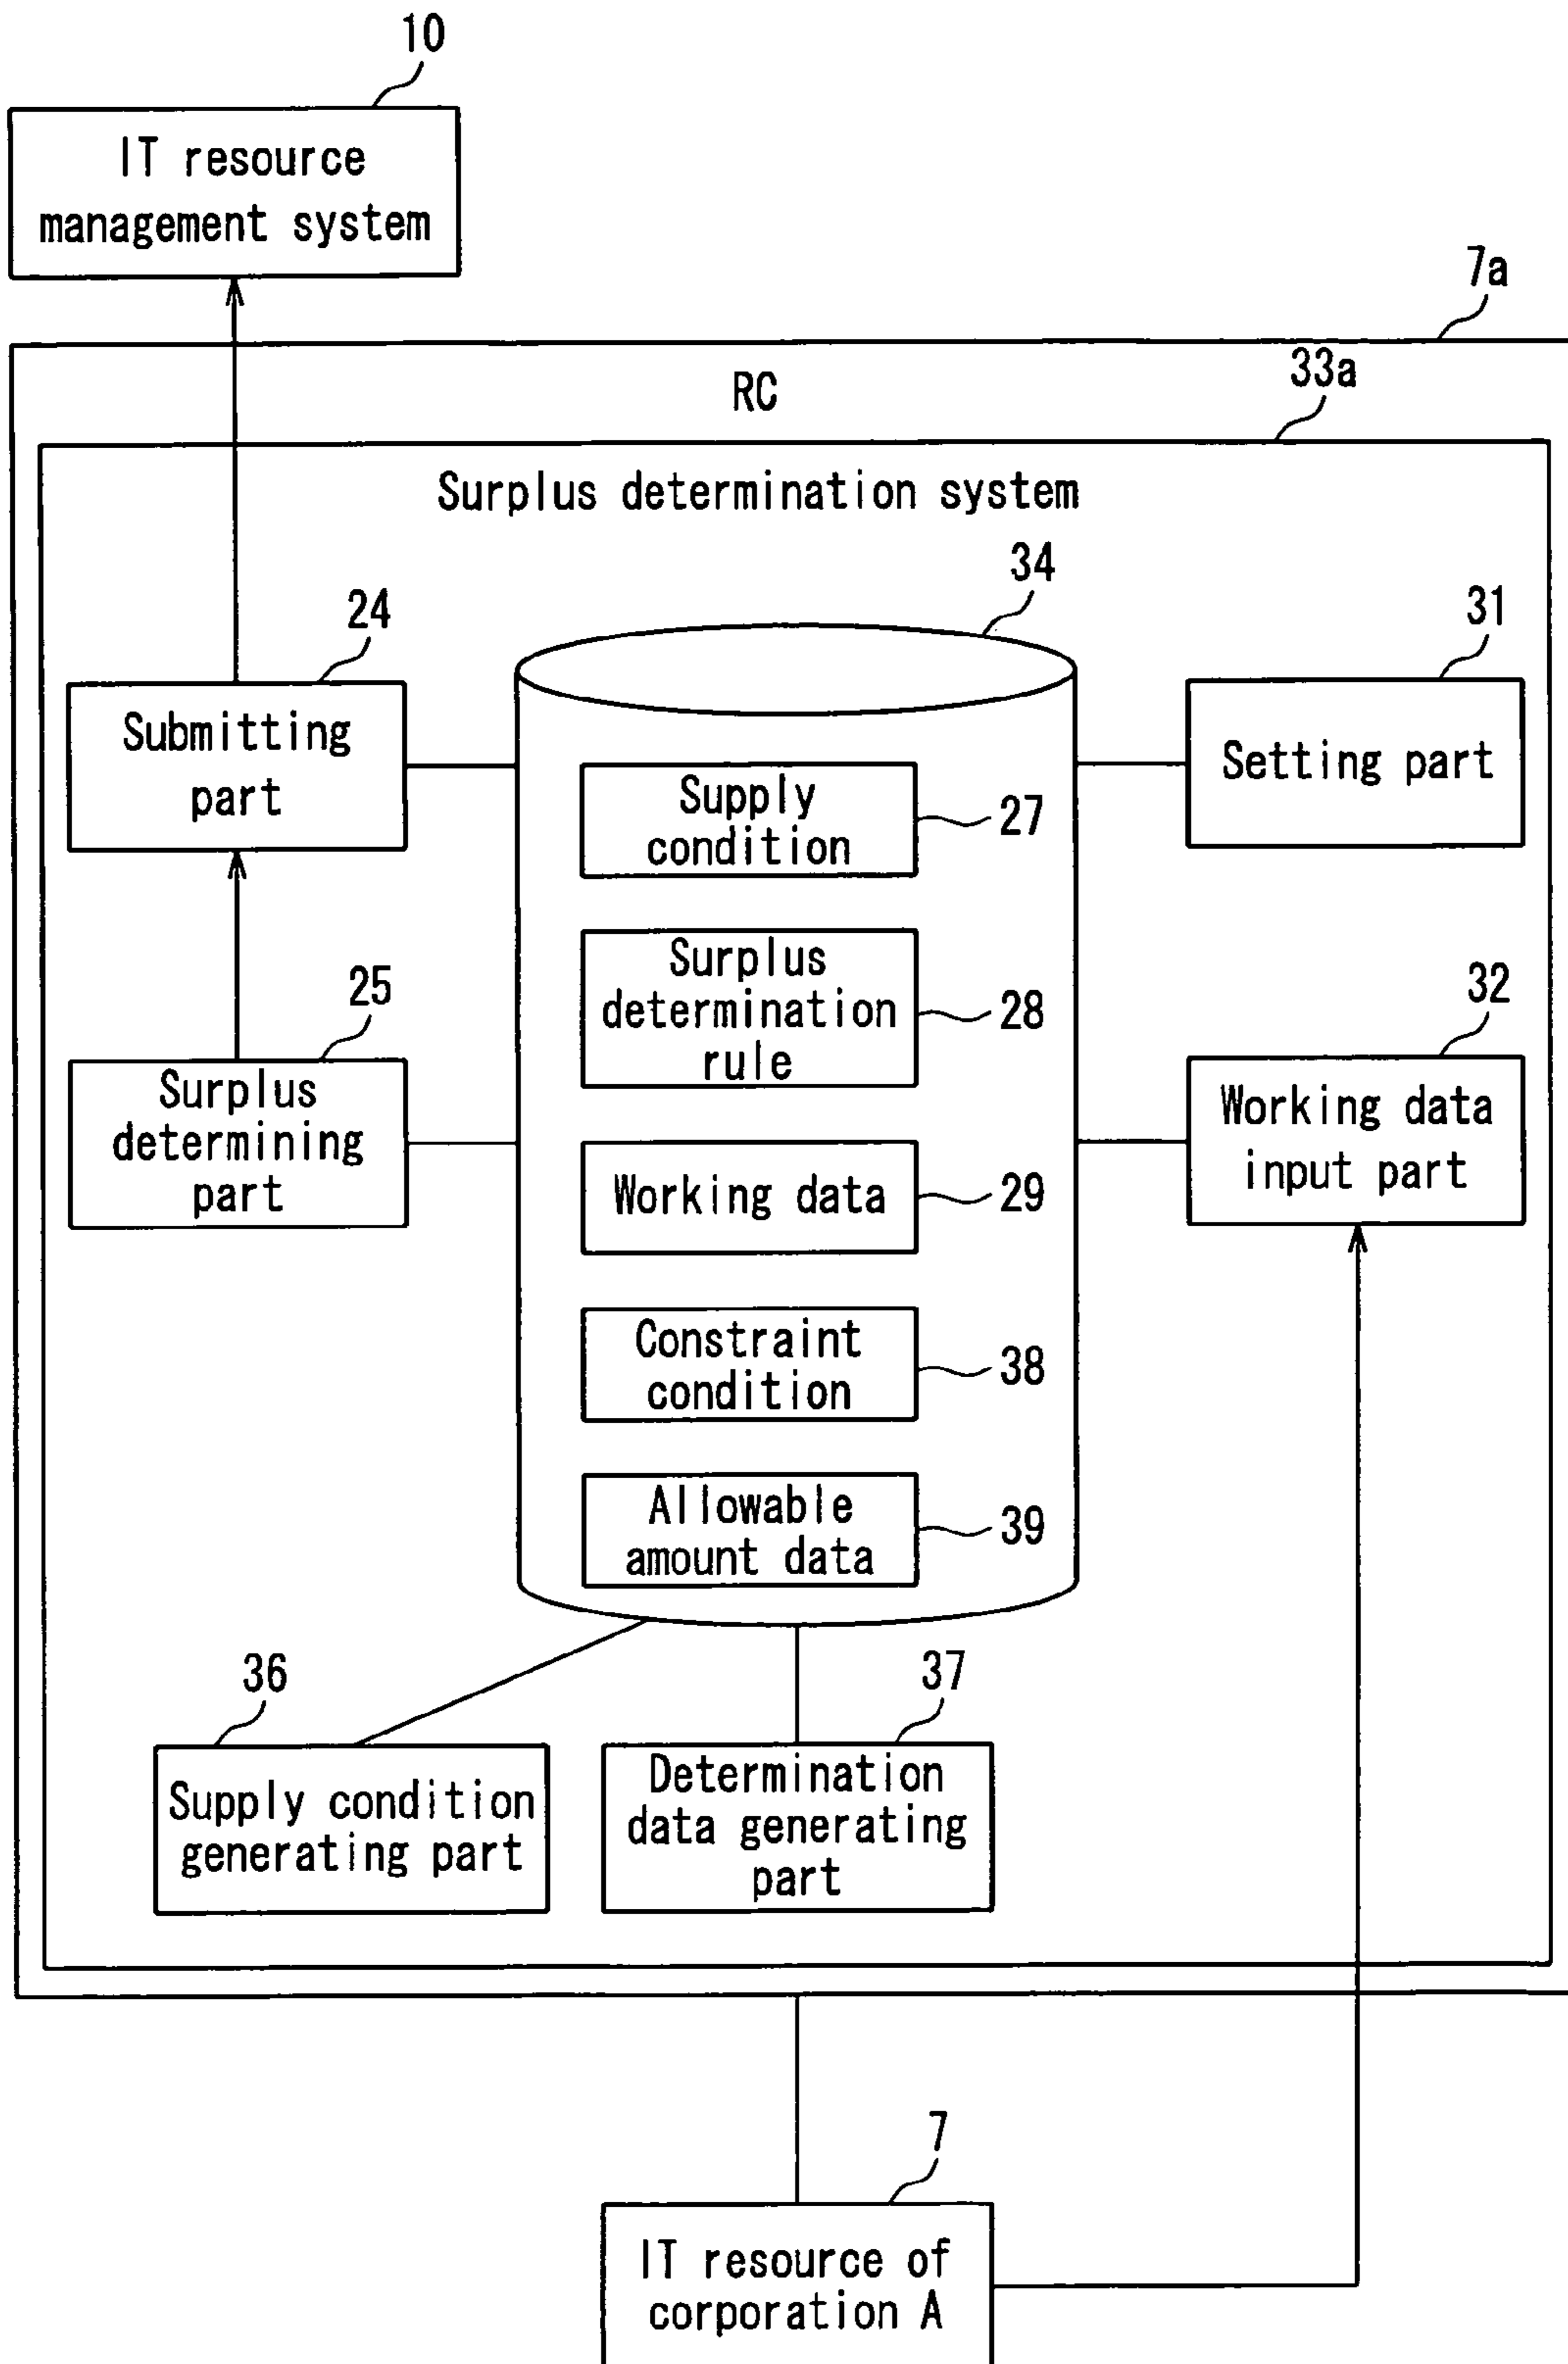 10
IT resource
management system
7a
RC
33a
Surplus determination system
34
24
31
Submitting
part
Setting part
Supply
condition
27
Surplus
determination
rule
28
25
32
Surplus
determining
part
Working data
input part
Working data
29
Constraint
condition
38
Allowable
amount data
39
36
37
Supply condition
generating part
Determination
data generating
part
7
IT resource of
corporation A